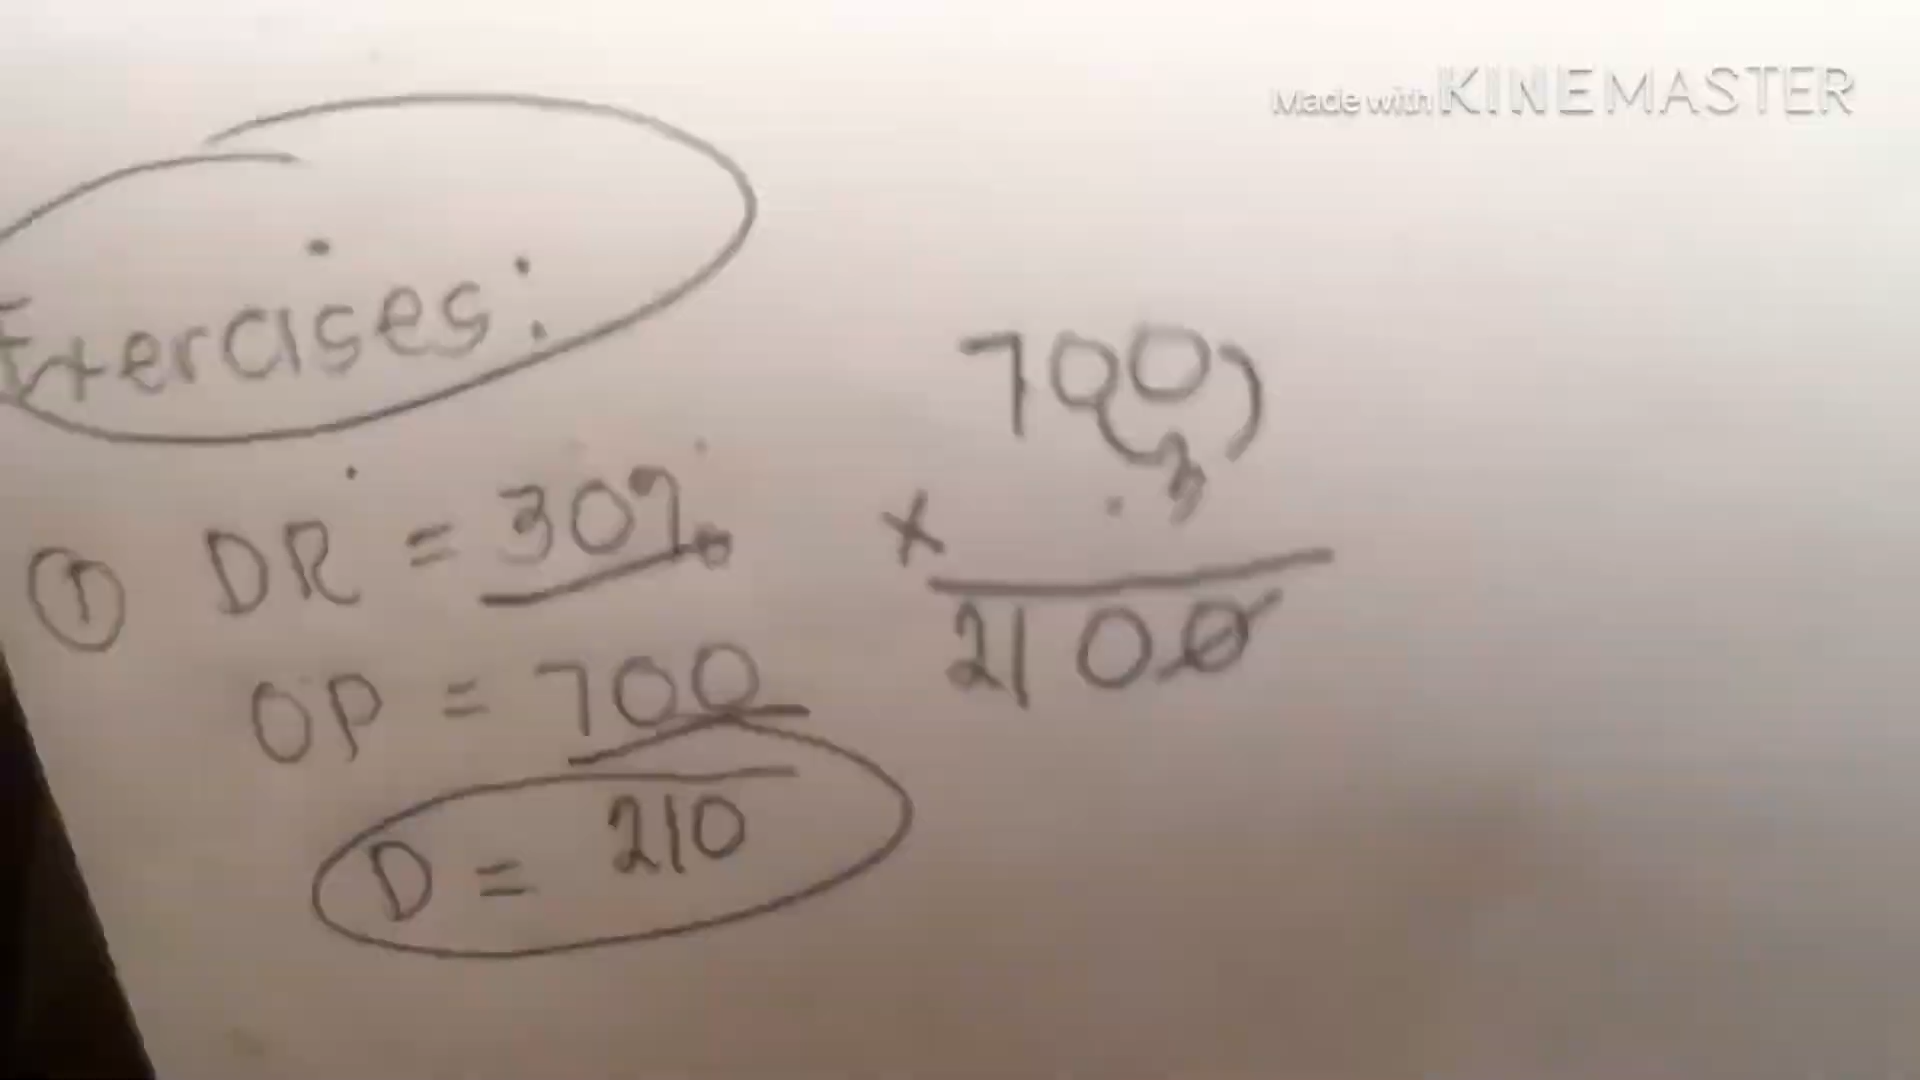 Made with KINEMASTER
Exercises:
① DR = 30%
OP = 700
D = 210
700
× .3
2100